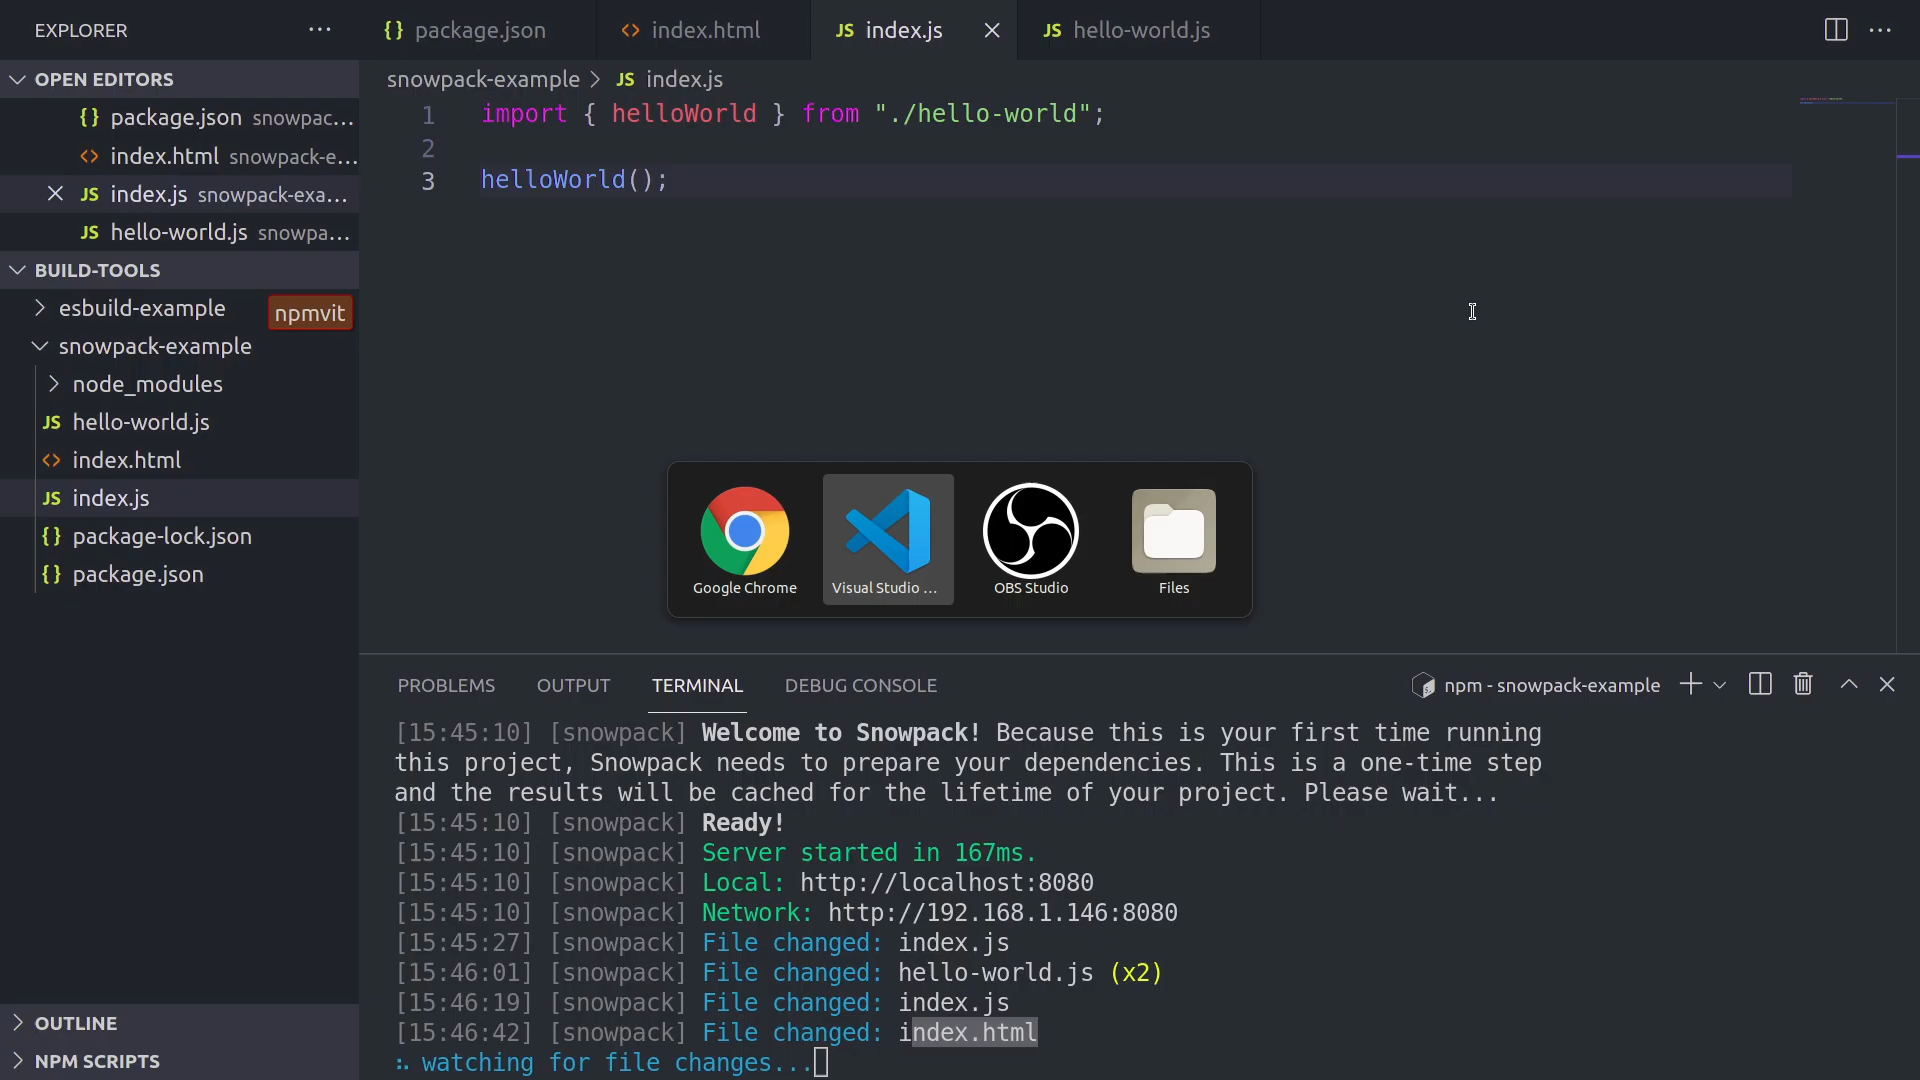 EXPLORER
OPEN EDITORS
{} package.json snowpac...
<> index.html snowpack-e...
JS index.js snowpack-exa...
JS hello-world.js snowpa...
BUILD-TOOLS
esbuild-example
npmvit
snowpack-example
node_modules
JS hello-world.js
<> index.html
JS index.js
{} package-lock.json
{} package.json
OUTLINE
NPM SCRIPTS
{} package.json
<> index.html
JS index.js
JS hello-world.js
snowpack-example > JS index.js
1 import { helloWorld } from "./hello-world";
2
3 helloWorld();
Google Chrome
Visual Studio ...
OBS Studio
Files
PROBLEMS
OUTPUT
TERMINAL
DEBUG CONSOLE
npm - snowpack-example
[15:45:10] [snowpack] Welcome to Snowpack! Because this is your first time running
this project, Snowpack needs to prepare your dependencies. This is a one-time step
and the results will be cached for the lifetime of your project. Please wait...
[15:45:10] [snowpack] Ready!
[15:45:10] [snowpack] Server started in 167ms.
[15:45:10] [snowpack] Local: http://localhost:8080
[15:45:10] [snowpack] Network: http://192.168.1.146:8080
[15:45:27] [snowpack] File changed: index.js
[15:46:01] [snowpack] File changed: hello-world.js (x2)
[15:46:19] [snowpack] File changed: index.js
[15:46:42] [snowpack] File changed: index.html
watching for file changes...